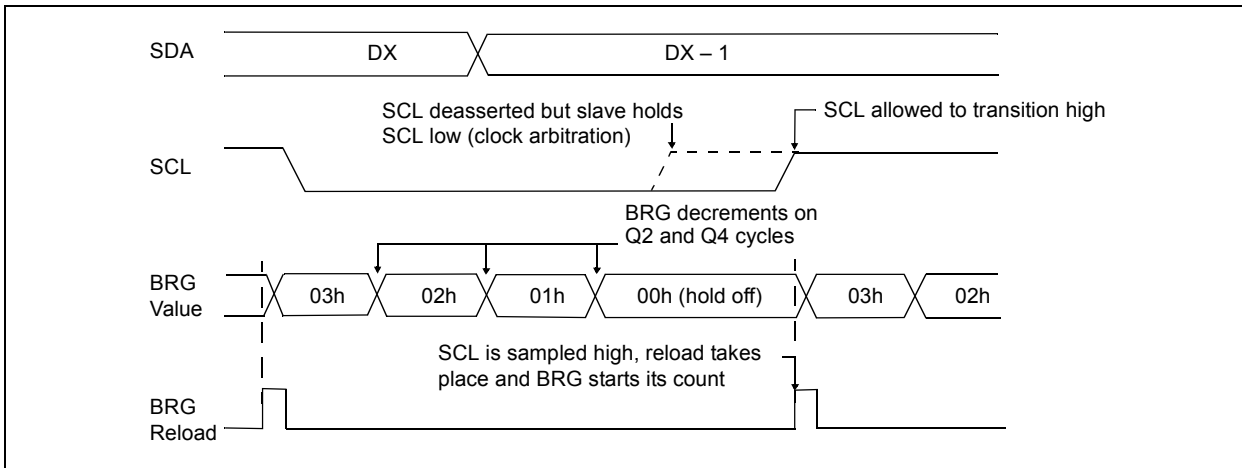 SDA
DX
DX – 1
SCL deasserted but slave holds
SCL low (clock arbitration)
SCL allowed to transition high
SCL
BRG decrements on
Q2 and Q4 cycles
BRG
Value
03h
02h
01h
00h (hold off)
03h
02h
SCL is sampled high, reload takes
place and BRG starts its count
BRG
Reload